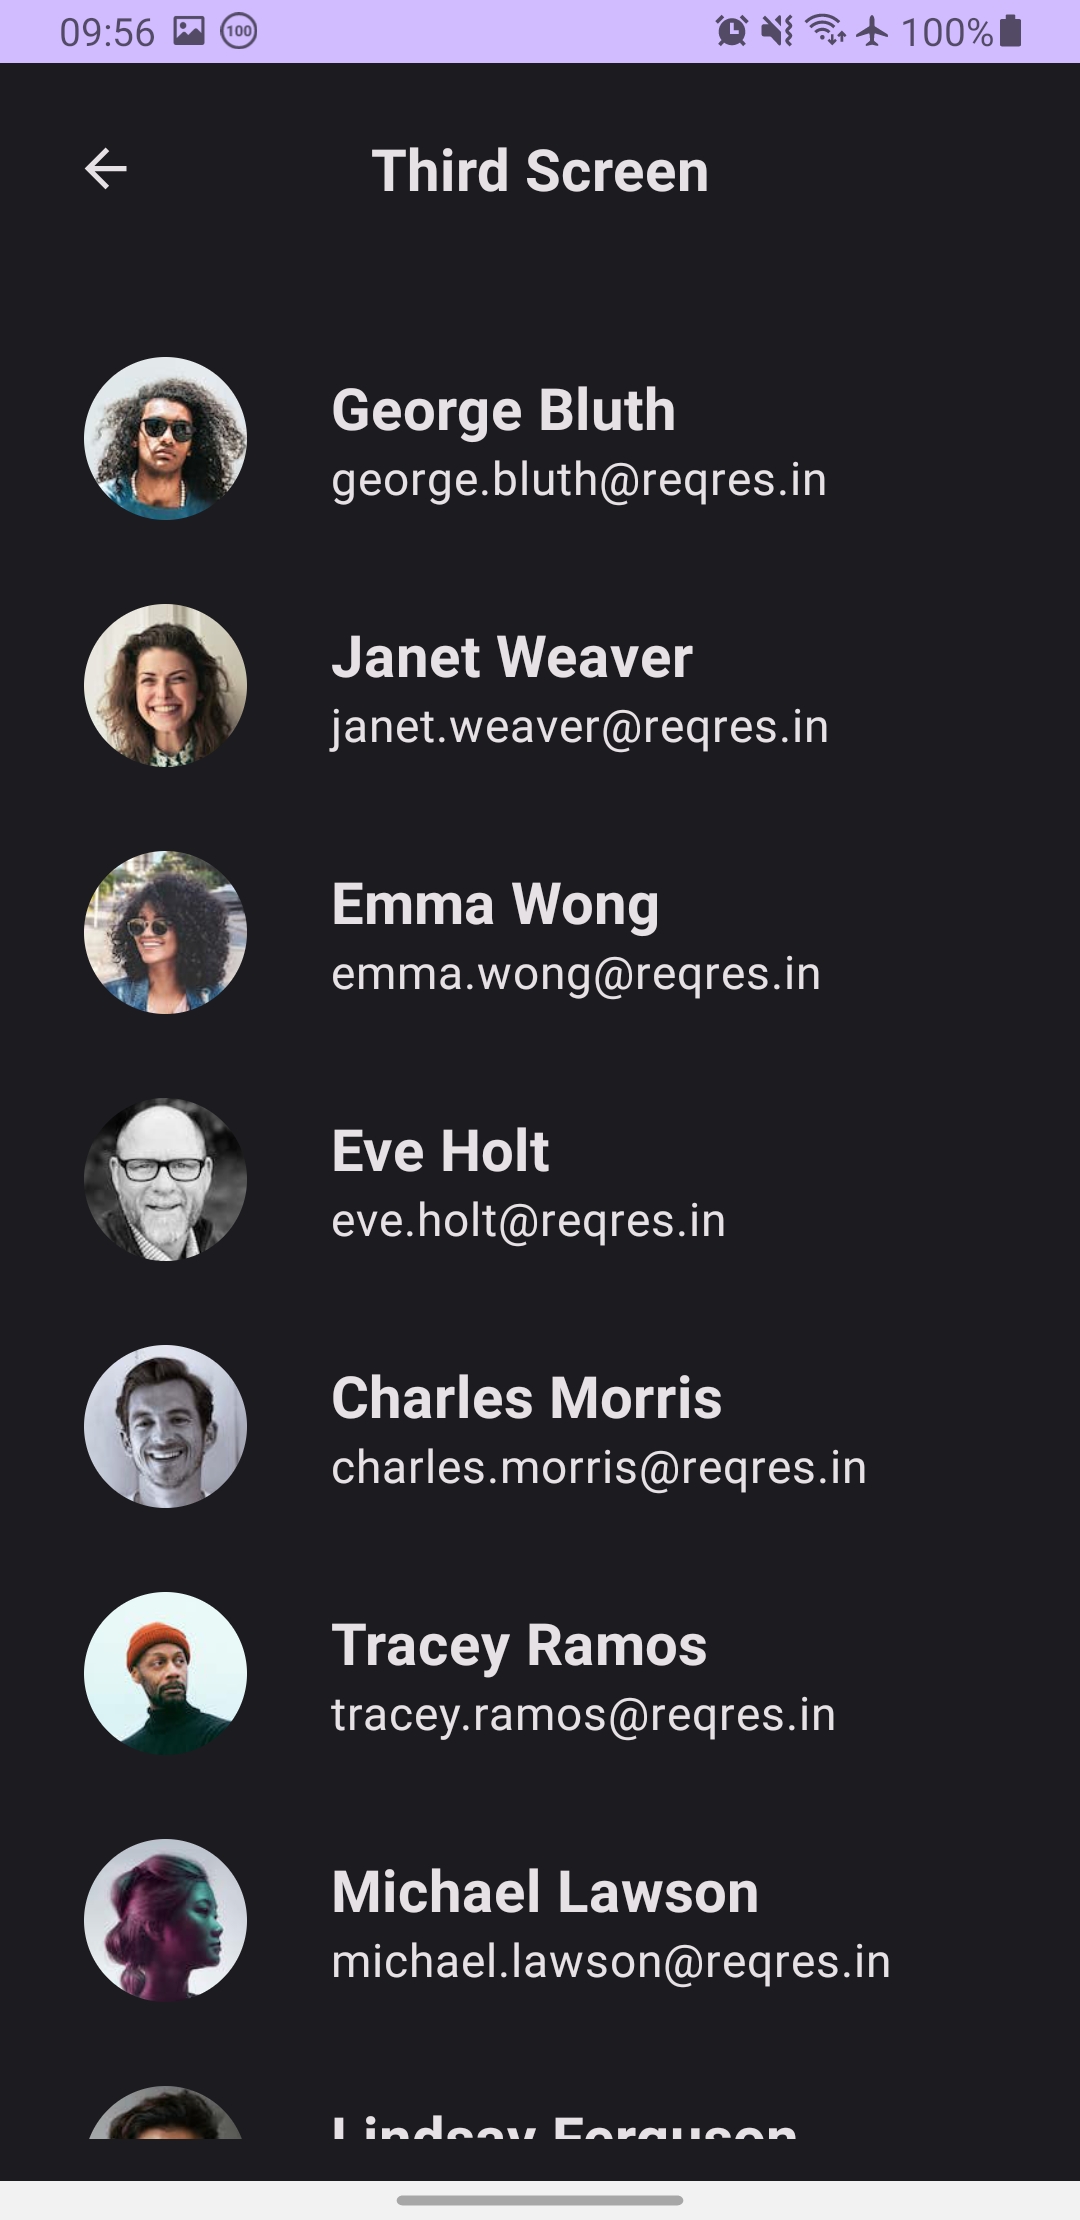 09:56 100 100%
Third Screen
George Bluth
george.bluth@reqres.in
Janet Weaver
janet.weaver@reqres.in
Emma Wong
emma.wong@reqres.in
Eve Holt
eve.holt@reqres.in
Charles Morris
charles.morris@reqres.in
Tracey Ramos
tracey.ramos@reqres.in
Michael Lawson
michael.lawson@reqres.in
Lindsay Ferguson